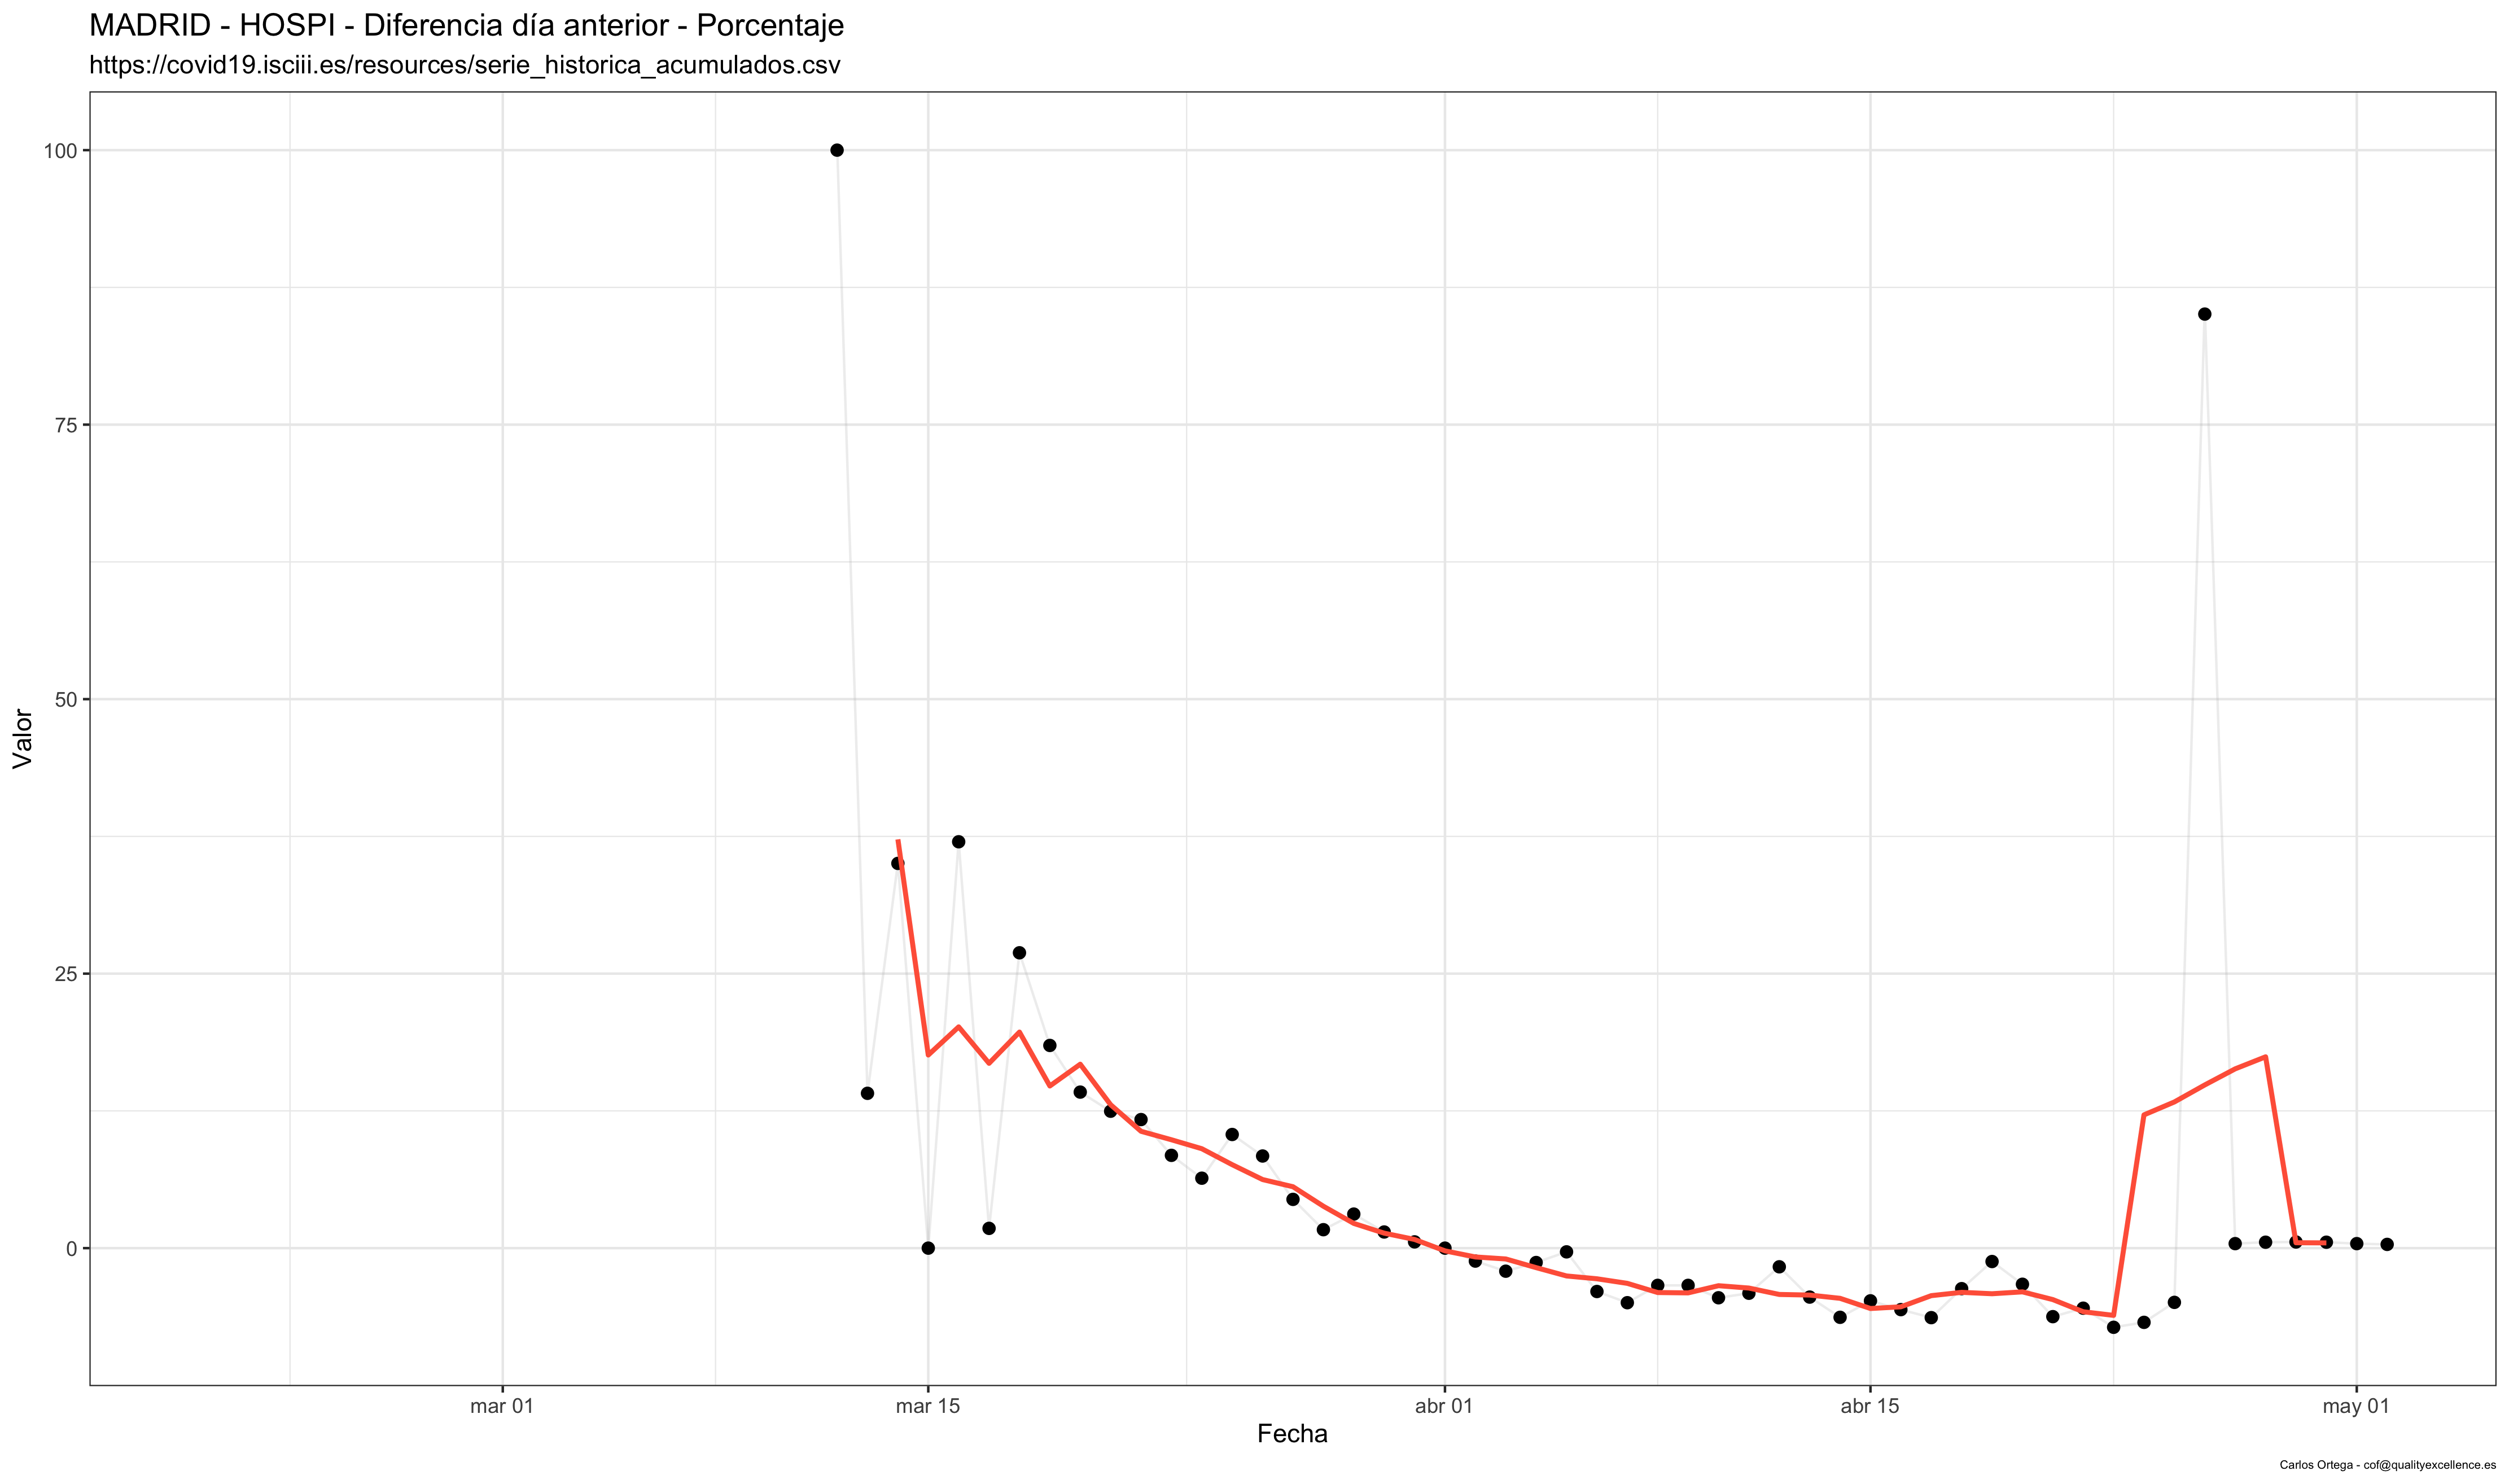 MADRID - HOSPI - Diferencia día anterior - Porcentaje
https://covid19.isciii.es/resources/serie_historica_acumulados.csv
100
75
50
25
0
Valor
mar 01
mar 15
abr 01
abr 15
may 01
Fecha
Carlos Ortega - cof@qualityexcellence.es